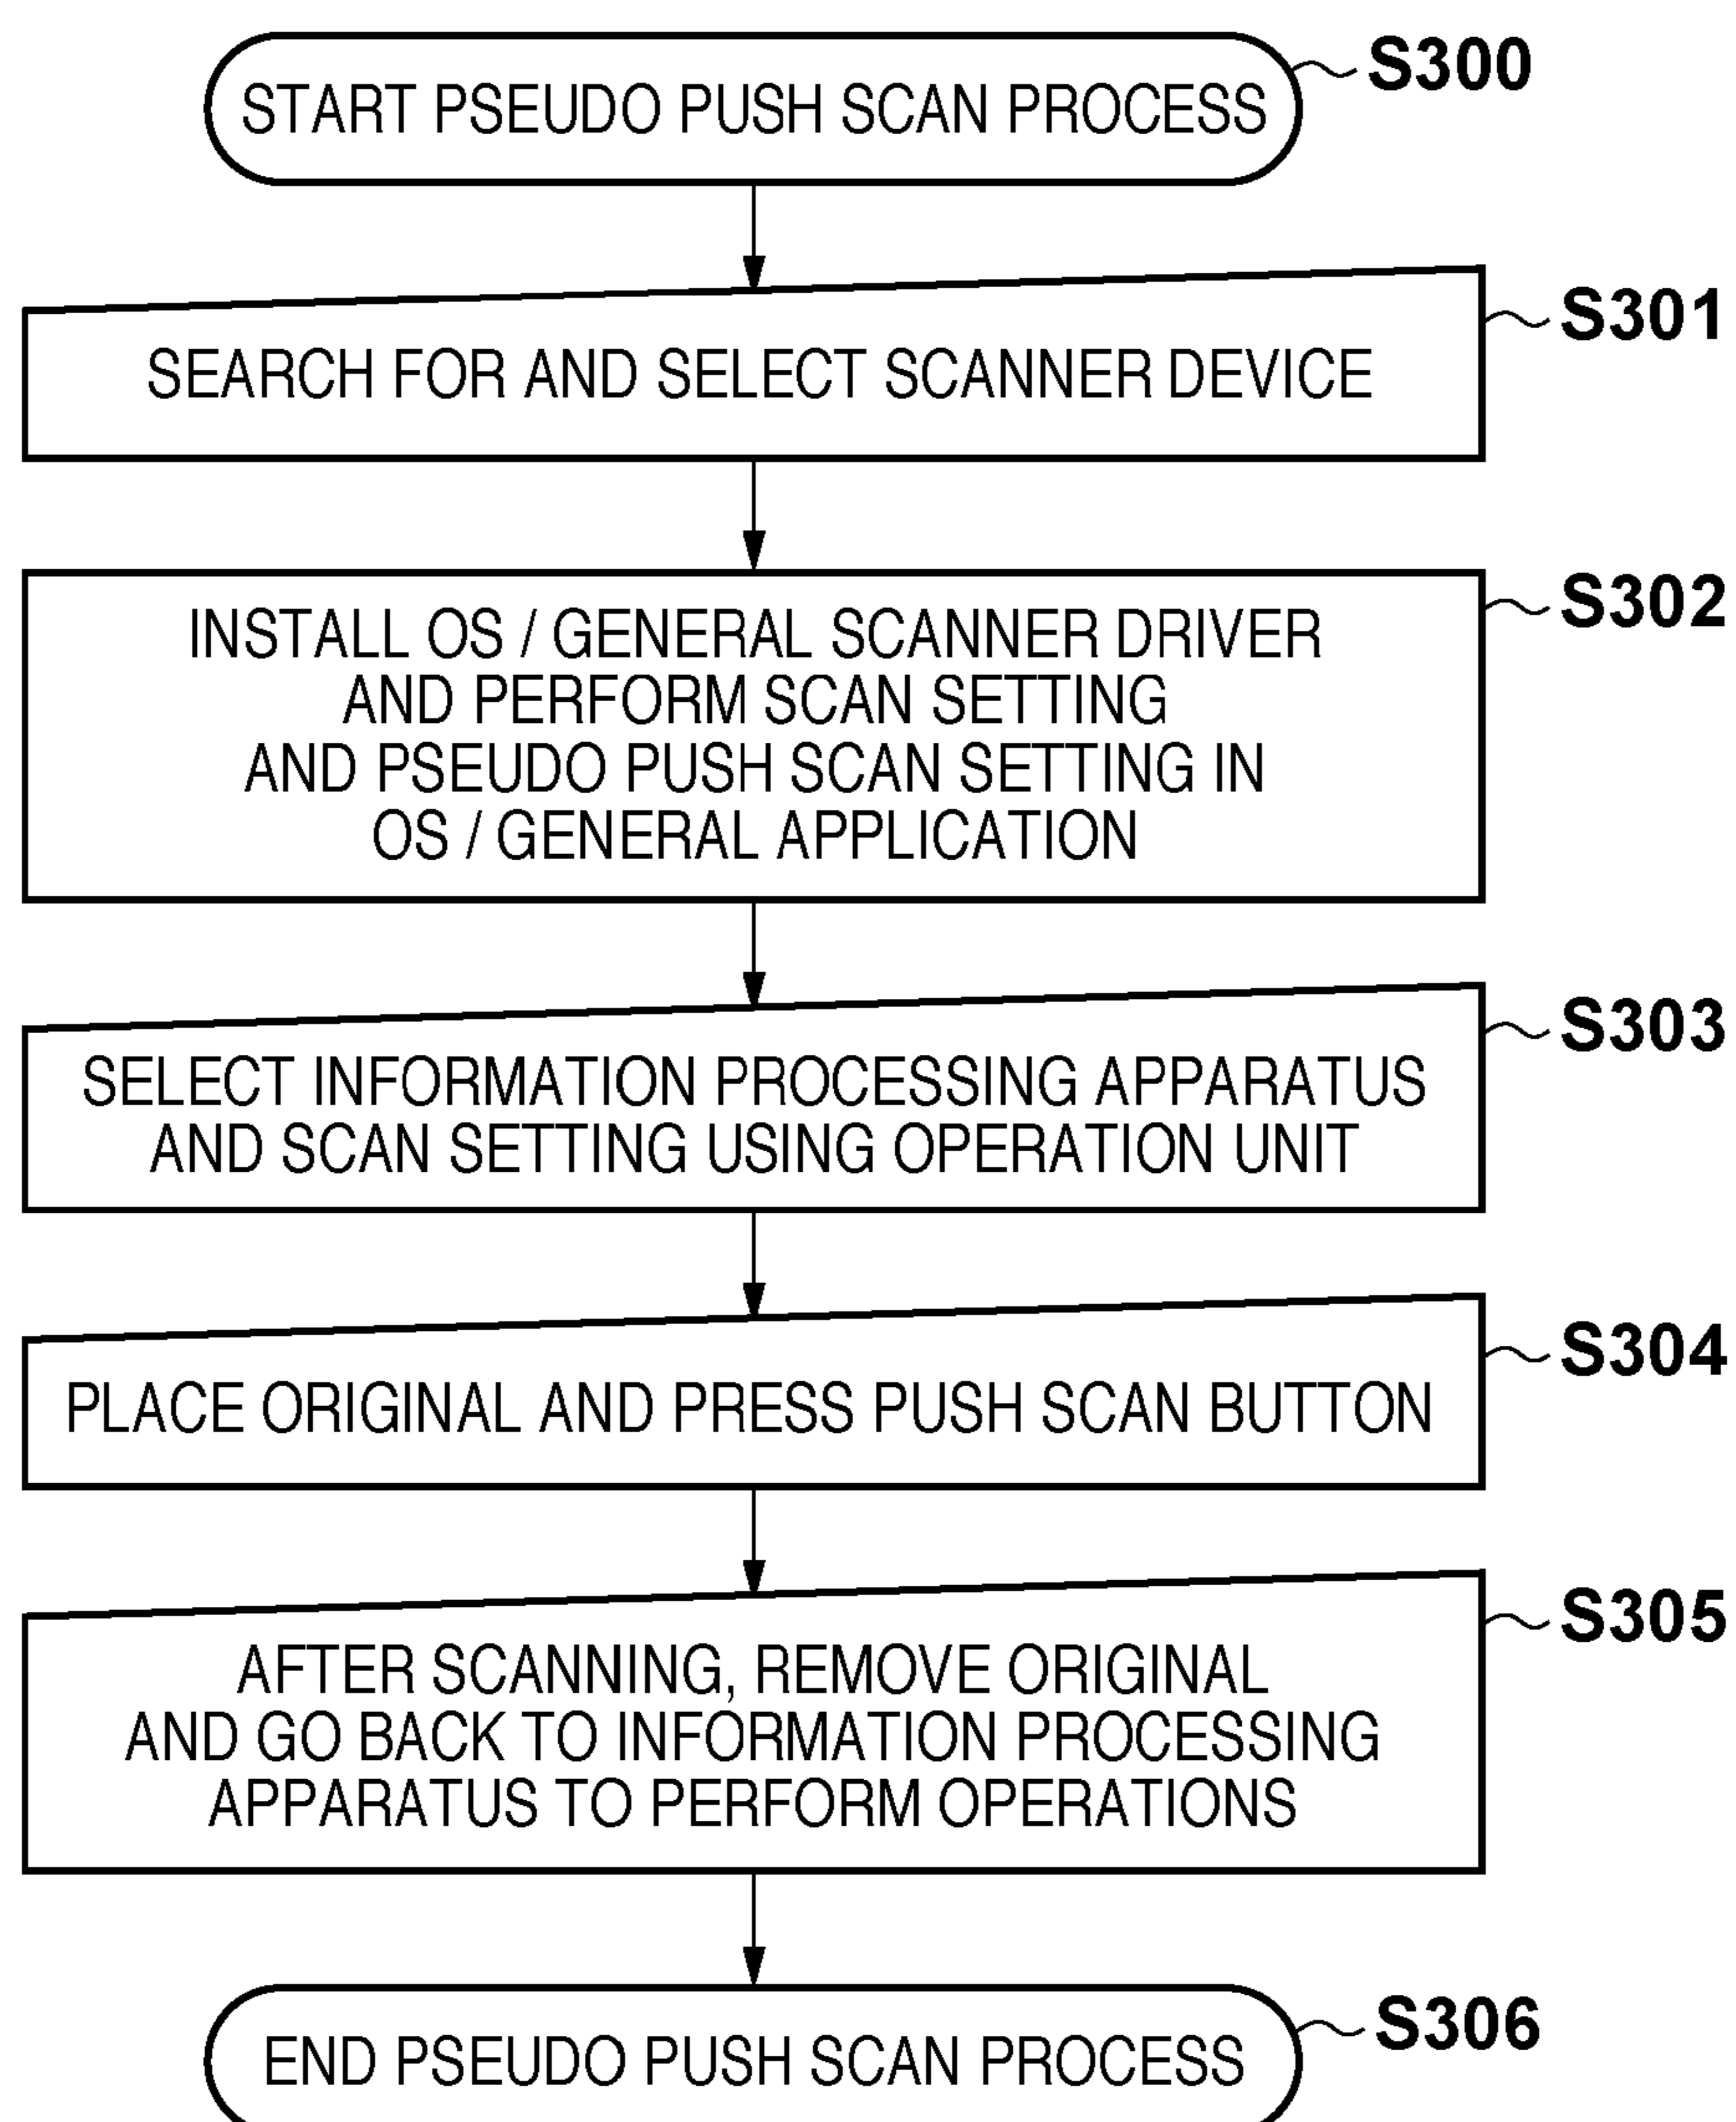 START PSEUDO PUSH SCAN PROCESS
S300
SEARCH FOR AND SELECT SCANNER DEVICE
S301
INSTALL OS / GENERAL SCANNER DRIVER
AND PERFORM SCAN SETTING
AND PSEUDO PUSH SCAN SETTING IN
OS / GENERAL APPLICATION
S302
SELECT INFORMATION PROCESSING APPARATUS
AND SCAN SETTING USING OPERATION UNIT
S303
PLACE ORIGINAL AND PRESS PUSH SCAN BUTTON
S304
AFTER SCANNING, REMOVE ORIGINAL
AND GO BACK TO INFORMATION PROCESSING
APPARATUS TO PERFORM OPERATIONS
S305
END PSEUDO PUSH SCAN PROCESS
S306